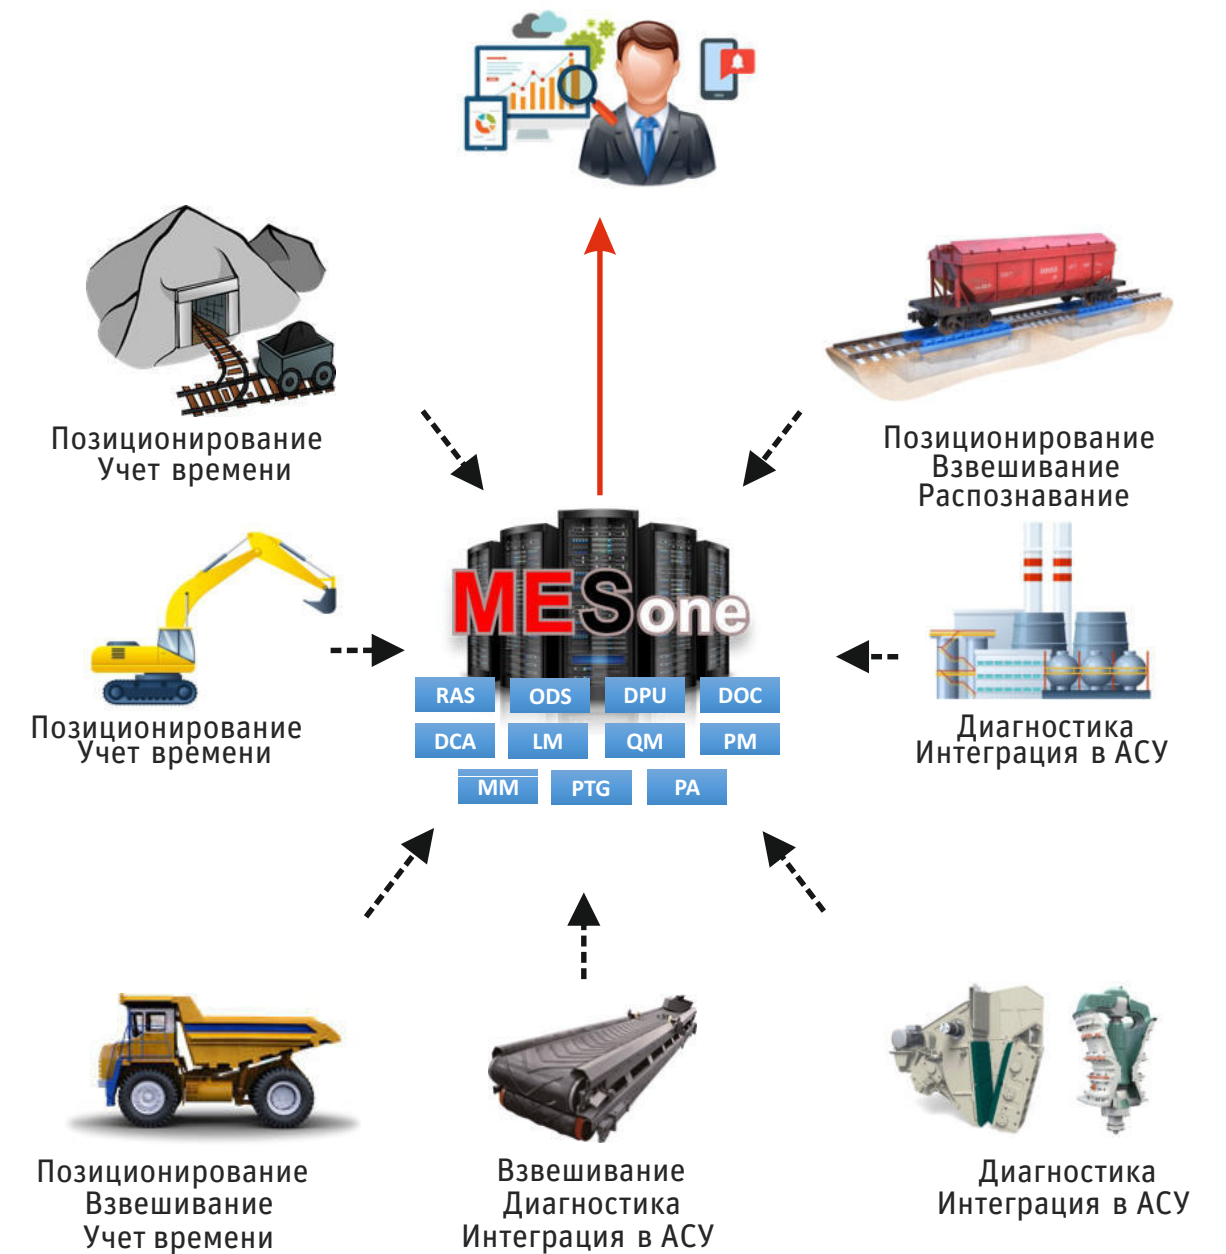 Позиционирование
Учет времени
Позиционирование
Взвешивание
Распознавание
MESone
Позиционирование
Учет времени
Диагностика
Интеграция в АСУ
RAS ODS DPU DOC
DCA LM QM PM
MM PTG PA
Позиционирование
Взвешивание
Учет времени
Взвешивание
Диагностика
Интеграция в АСУ
Диагностика
Интеграция в АСУ